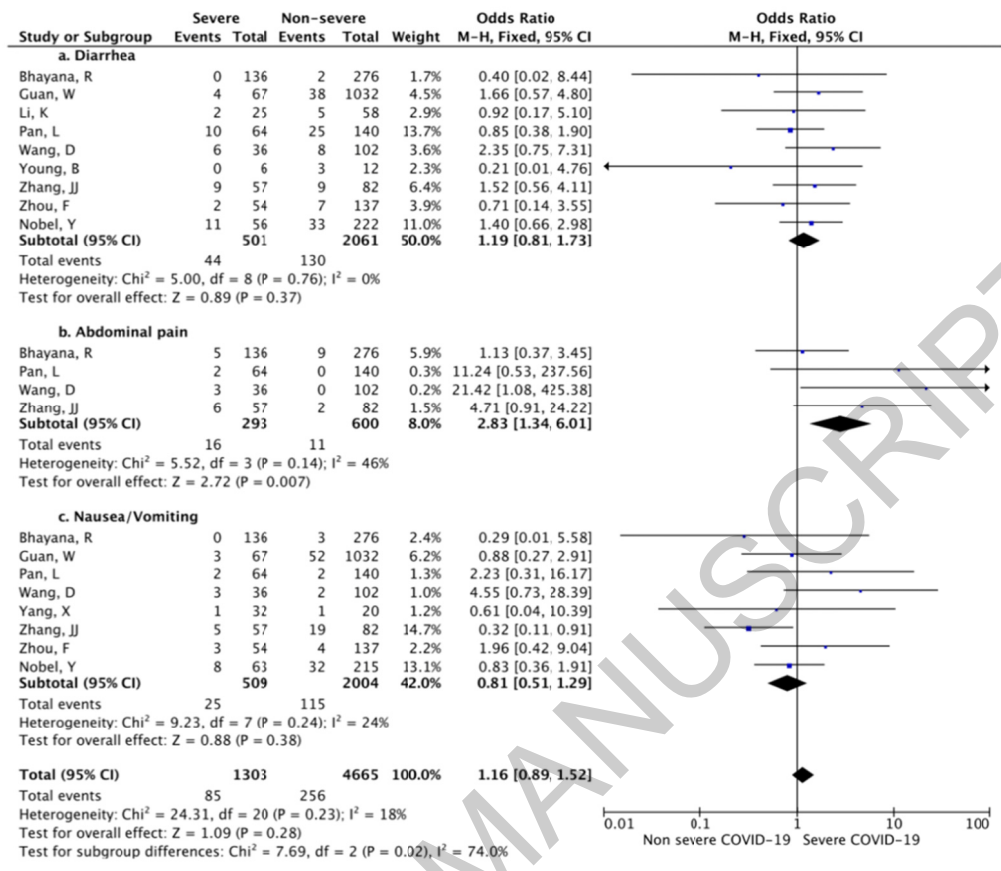 Severe Non-severe Odds Ratio Odds Ratio
Study or Subgroup Events Total Events Total Weight M-H, Fixed, 95% CI M-H, Fixed, 95% CI
a. Diarrhea
Bhayana, R 0 136 2 276 1.7% 0.40 [0.02, 8.44]
Guan, W 4 67 38 1032 4.5% 1.66 [0.57, 4.80]
Li, K 2 25 5 58 2.9% 0.92 [0.17, 5.10]
Pan, L 10 64 25 140 13.7% 0.85 [0.38, 1.90]
Wang, D 6 36 8 102 3.6% 2.35 [0.75, 7.31]
Young, B 0 6 3 12 2.3% 0.21 [0.01, 4.76]
Zhang, JJ 9 57 9 82 6.4% 1.52 [0.56, 4.11]
Zhou, F 2 54 7 137 3.9% 0.71 [0.14, 3.55]
Nobel, Y 11 56 33 222 11.0% 1.40 [0.66, 2.98]
Subtotal (95% CI) 501 2061 50.0% 1.19 [0.81, 1.73]
Total events 44 130
Heterogeneity: Chi² = 5.00, df = 8 (P = 0.76); I² = 0%
Test for overall effect: Z = 0.89 (P = 0.37)
b. Abdominal pain
Bhayana, R 5 136 9 276 5.9% 1.13 [0.37, 3.45]
Pan, L 2 64 0 140 0.3% 11.24 [0.53, 237.56]
Wang, D 3 36 0 102 0.2% 21.42 [1.08, 425.38]
Zhang, JJ 6 57 2 82 1.5% 4.71 [0.91, 24.22]
Subtotal (95% CI) 293 600 8.0% 2.83 [1.34, 6.01]
Total events 16 11
Heterogeneity: Chi² = 5.52, df = 3 (P = 0.14); I² = 46%
Test for overall effect: Z = 2.72 (P = 0.007)
c. Nausea/Vomiting
Bhayana, R 0 136 3 276 2.4% 0.29 [0.01, 5.58]
Guan, W 3 67 52 1032 6.2% 0.88 [0.27, 2.91]
Pan, L 2 64 2 140 1.3% 2.23 [0.31, 16.17]
Wang, D 3 36 2 102 1.0% 4.55 [0.73, 28.39]
Yang, X 1 32 1 20 1.2% 0.61 [0.04, 10.39]
Zhang, JJ 5 57 19 82 14.7% 0.32 [0.11, 0.91]
Zhou, F 3 54 4 137 2.2% 1.96 [0.42, 9.04]
Nobel, Y 8 63 32 215 13.1% 0.83 [0.36, 1.91]
Subtotal (95% CI) 509 2004 42.0% 0.81 [0.51, 1.29]
Total events 25 115
Heterogeneity: Chi² = 9.23, df = 7 (P = 0.24); I² = 24%
Test for overall effect: Z = 0.88 (P = 0.38)
Total (95% CI) 1303 4665 100.0% 1.16 [0.89, 1.52]
Total events 85 256
Heterogeneity: Chi² = 24.31, df = 20 (P = 0.23); I² = 18%
Test for overall effect: Z = 1.09 (P = 0.28)
Test for subgroup differences: Chi² = 7.69, df = 2 (P = 0.02), I² = 74.0%
0.01 0.1 1 10 100
Non severe COVID-19 Severe COVID-19
MANUSCRIPT